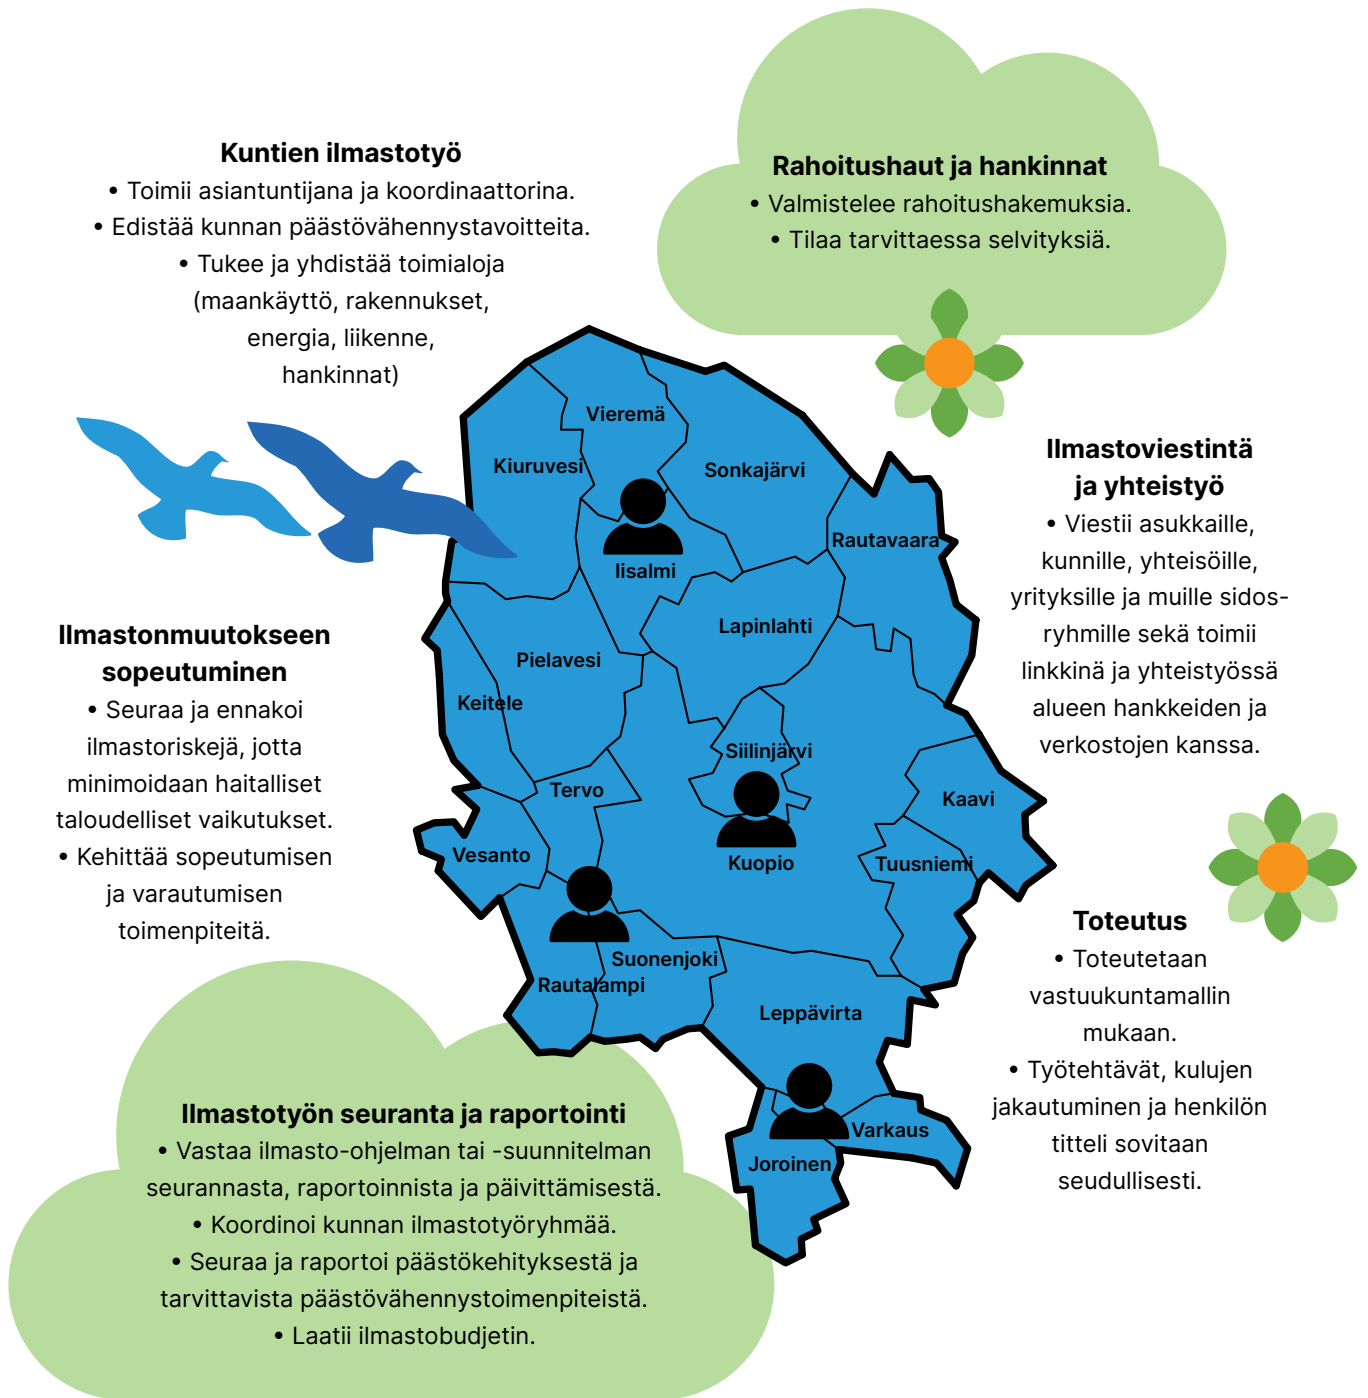 Kuntien ilmastotyö
• Toimii asiantuntijana ja koordinaattorina.
• Edistää kunnan päästövähennystavoitteita.
• Tukee ja yhdistää toimialoja
(maankäyttö, rakennukset,
energia, liikenne,
hankinnat)
Rahoitushaut ja hankinnat
• Valmistelee rahoitushakemuksia.
• Tilaa tarvittaessa selvityksiä.
Ilmastoviestintä
ja yhteistyö
• Viestii asukkaille,
kunnille, yhteisöille,
yrityksille ja muille sidos-
ryhmille sekä toimii
linkkinä ja yhteistyössä
alueen hankkeiden ja
verkostojen kanssa.
Ilmastonmuutokseen
sopeutuminen
• Seuraa ja ennakoi
ilmastoriskejä, jotta
minimoidaan haitalliset
taloudelliset vaikutukset.
• Kehittää sopeutumisen
ja varautumisen
toimenpiteitä.
Vieremä
Kiuruvesi
Sonkajärvi
Rautavaara
Iisalmi
Lapinlahti
Pielavesi
Keitele
Siilinjärvi
Tervo
Kaavi
Vesanto
Kuopio
Tuusniemi
Suonenjoki
Rautalampi
Leppävirta
Varkaus
Joroinen
Toteutus
• Toteutetaan
vastuukuntamallin
mukaan.
• Työtehtävät, kulujen
jakautuminen ja henkilön
titteli sovitaan
seudullisesti.
Ilmastotyön seuranta ja raportointi
• Vastaa ilmasto-ohjelman tai -suunnitelman
seurannasta, raportoinnista ja päivittämisestä.
• Koordinoi kunnan ilmastotyöryhmää.
• Seuraa ja raportoi päästökehityksestä ja
tarvittavista päästövähennystoimenpiteistä.
• Laatii ilmastobudjetin.